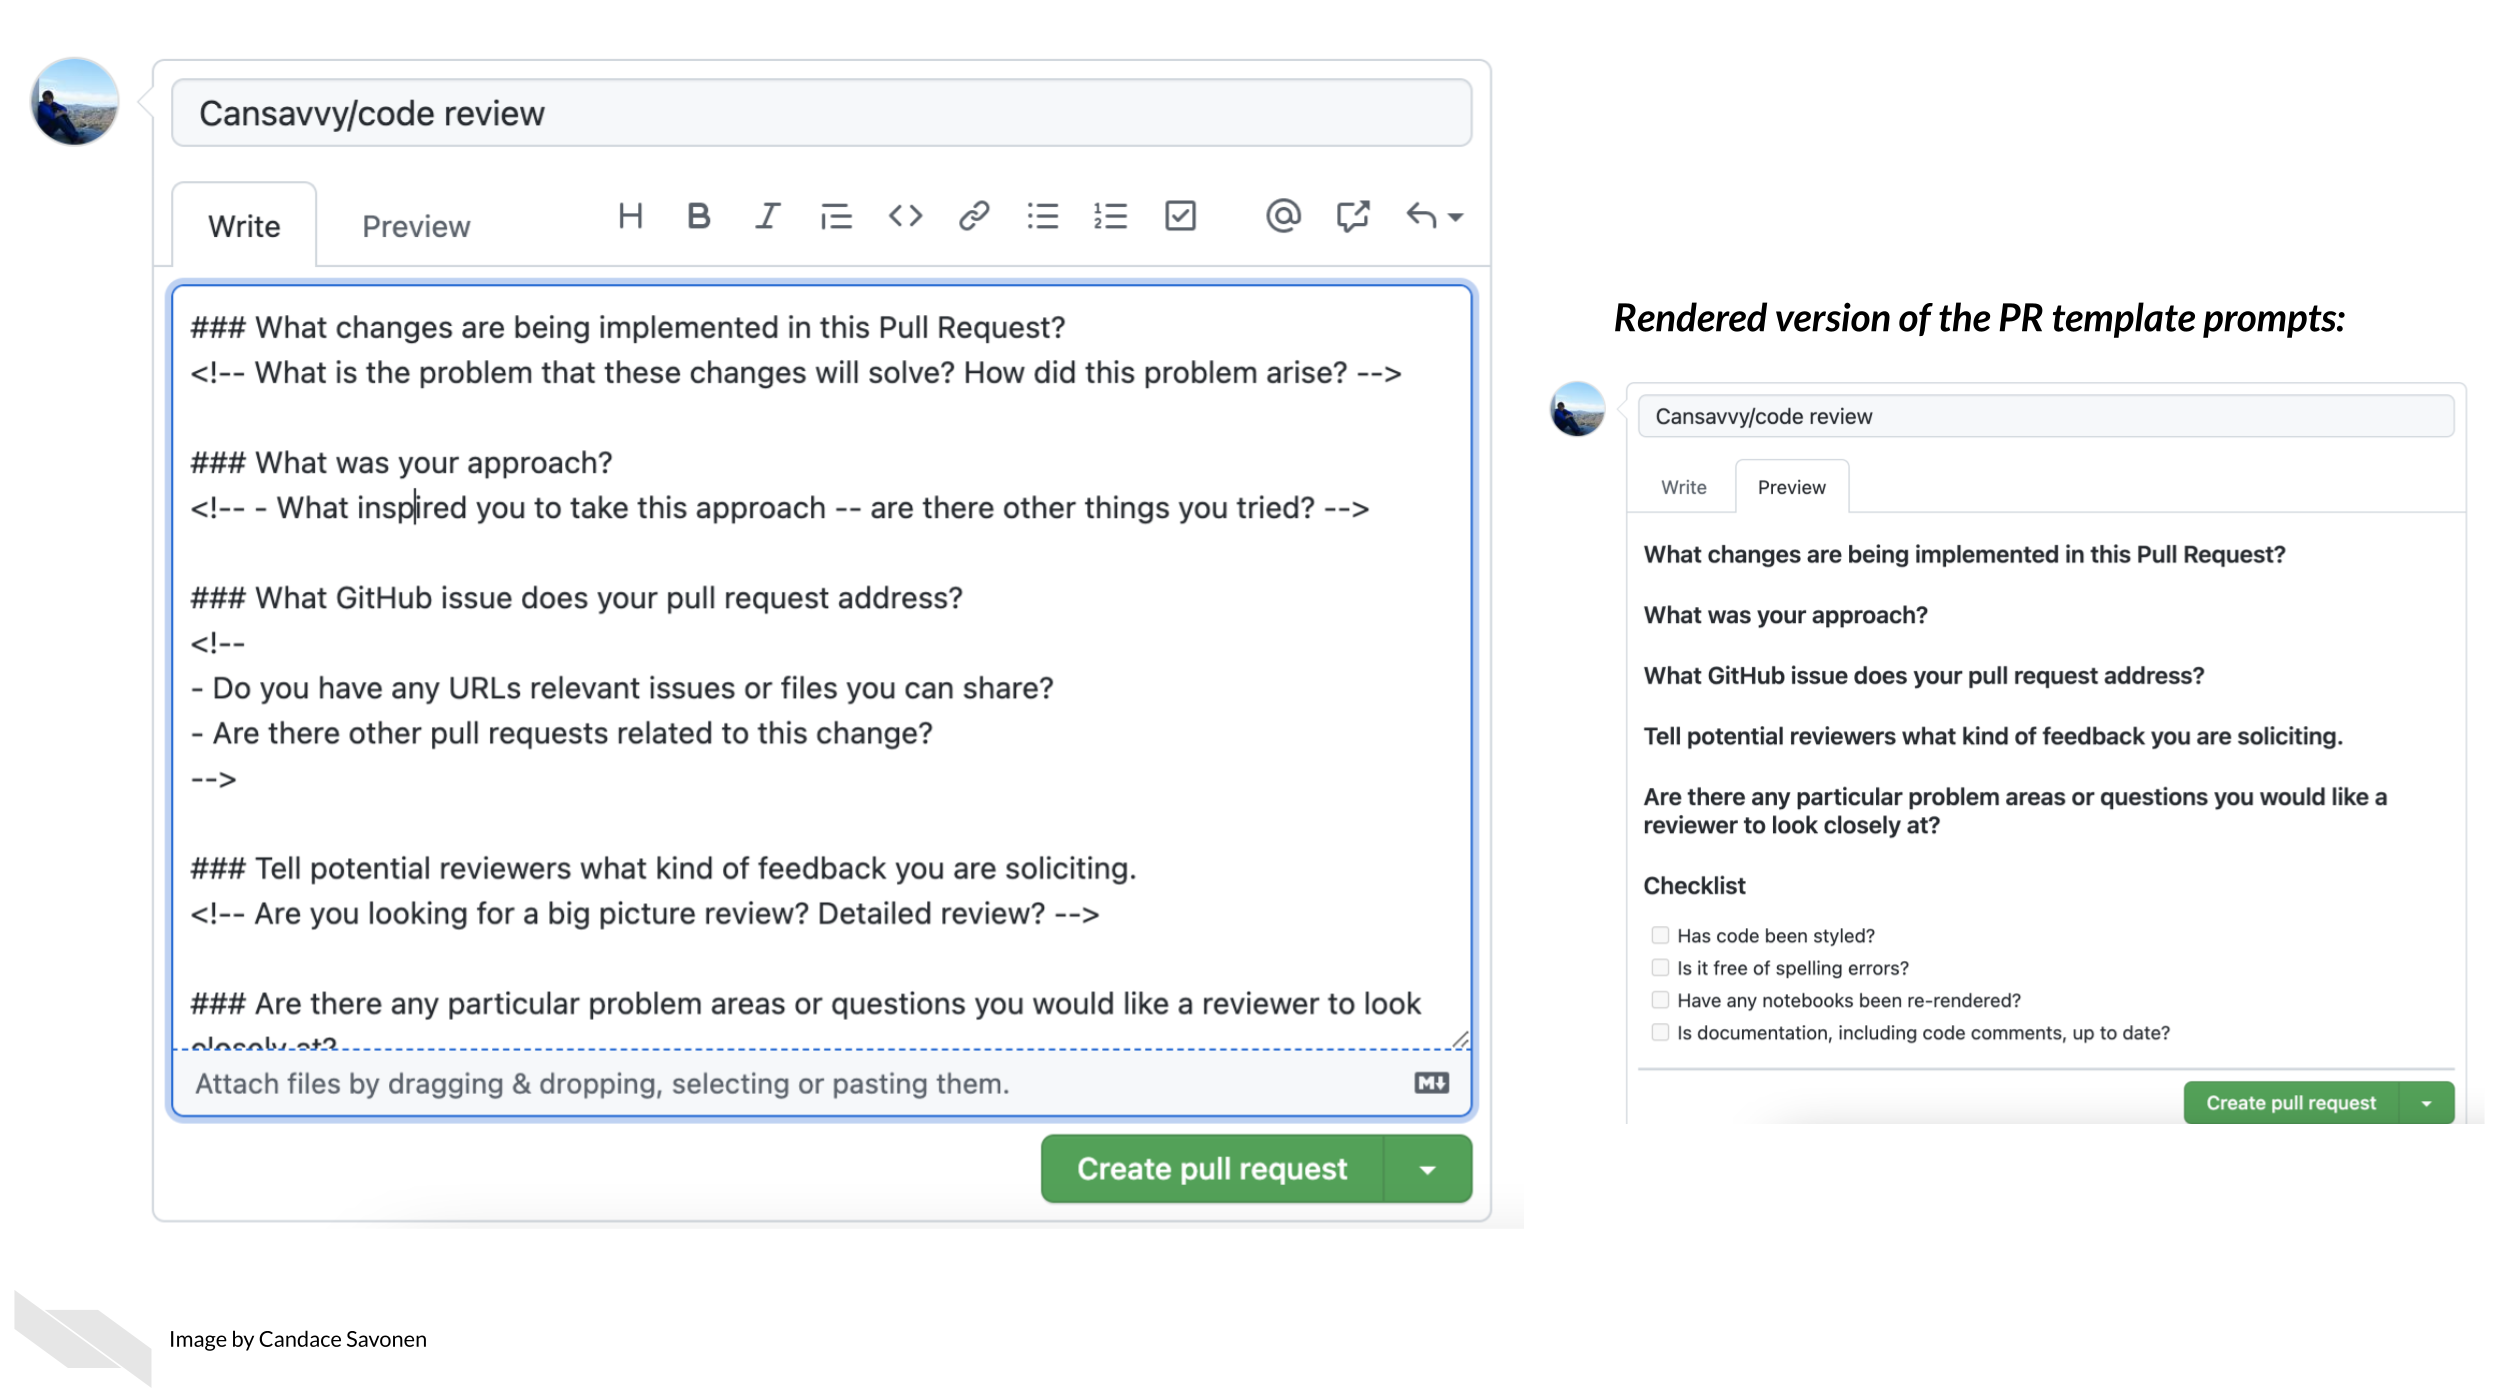 Cansavvy/code review
Write
Preview
### What changes are being implemented in this Pull Request?
<!-- What is the problem that these changes will solve? How did this problem arise? -->
### What was your approach?
<!-- - What inspired you to take this approach -- are there other things you tried? -->
### What GitHub issue does your pull request address?
<!--
- Do you have any URLs relevant issues or files you can share?
- Are there other pull requests related to this change?
-->
### Tell potential reviewers what kind of feedback you are soliciting.
<!-- Are you looking for a big picture review? Detailed review? -->
### Are there any particular problem areas or questions you would like a reviewer to look
closely at?
Attach files by dragging & dropping, selecting or pasting them.
Create pull request
Rendered version of the PR template prompts:
Cansavvy/code review
Write
Preview
What changes are being implemented in this Pull Request?
What was your approach?
What GitHub issue does your pull request address?
Tell potential reviewers what kind of feedback you are soliciting.
Are there any particular problem areas or questions you would like a
reviewer to look closely at?
Checklist
Has code been styled?
Is it free of spelling errors?
Have any notebooks been re-rendered?
Is documentation, including code comments, up to date?
Create pull request
Image by Candace Savonen